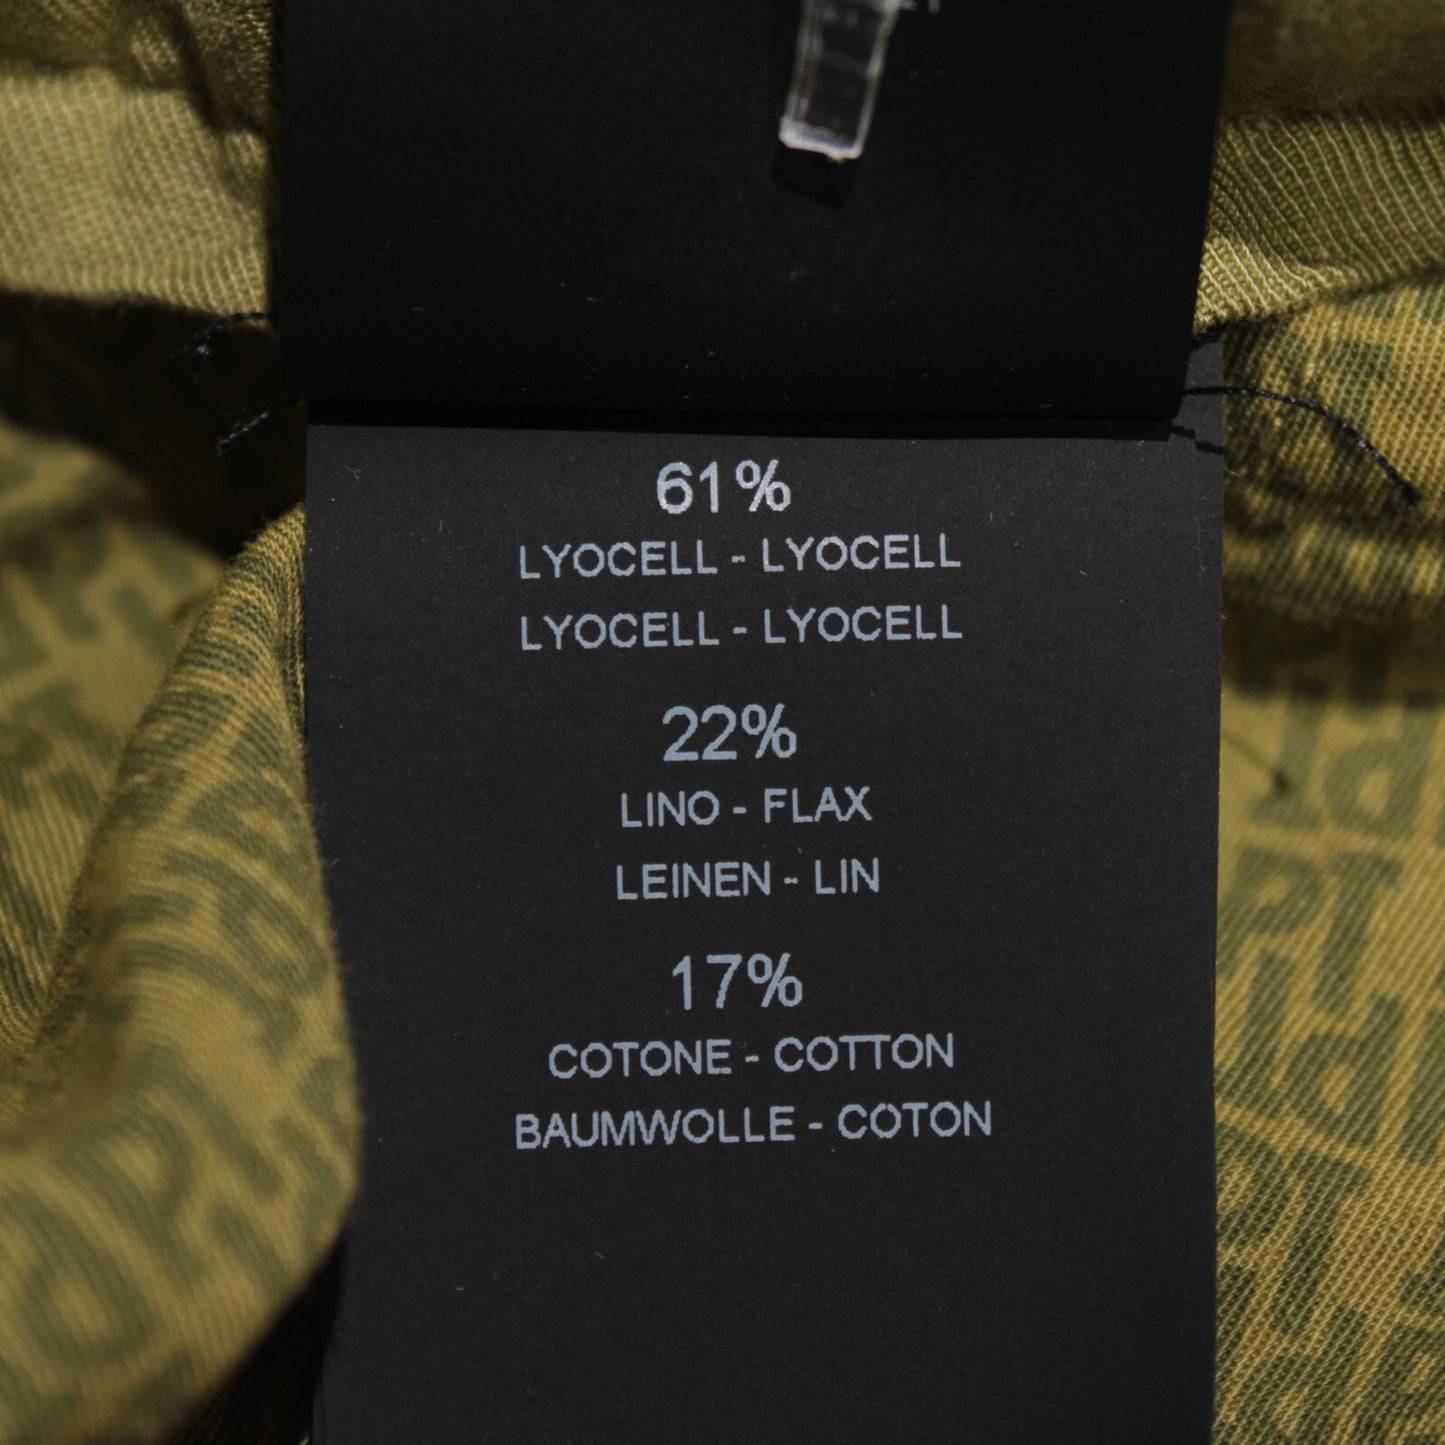 61%
LYOCELL - LYOCELL
LYOCELL - LYOCELL
22%
LINO - FLAX
LEINEN - LIN
17%
COTONE - COTTON
BAUMWOLLE - COTON